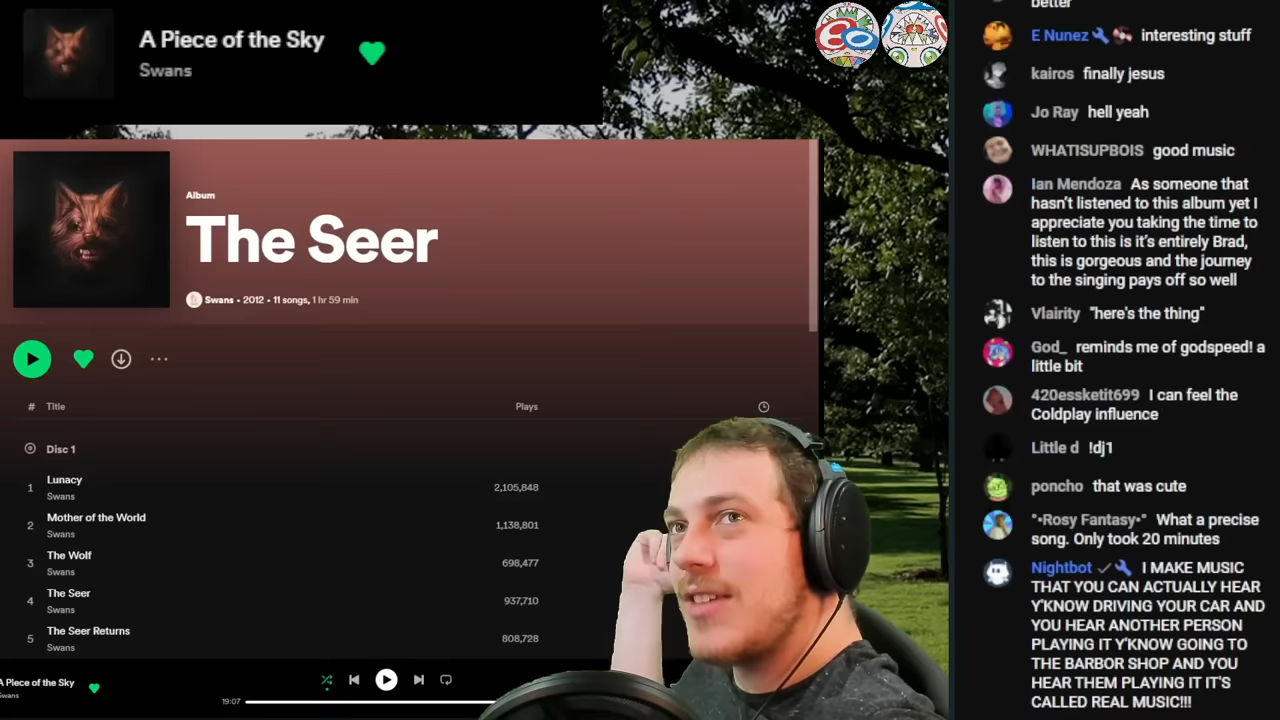 A Piece of the Sky
Swans
Album
The Seer
Swans • 2012 • 11 songs, 1 hr 59 min
# Title Plays
Disc 1
1 Lunacy 2,105,848
Swans
2 Mother of the World 1,138,801
Swans
3 The Wolf 698,477
Swans
4 The Seer 937,710
Swans
5 The Seer Returns 808,728
Swans
A Piece of the Sky
Swans
19:07
better
E Nunez interesting stuff
kairos finally jesus
Jo Ray hell yeah
WHATISUPBOIS good music
Ian Mendoza As someone that
hasn't listened to this album yet I
appreciate you taking the time to
listen to this is it's entirely Brad,
this is gorgeous and the journey
to the singing pays off so well
Vlairity "here's the thing"
God_ reminds me of godspeed! a
little bit
420essketit699 I can feel the
Coldplay influence
Little d !dj1
poncho that was cute
"•Rosy Fantasy•" What a precise
song. Only took 20 minutes
Nightbot I MAKE MUSIC
THAT YOU CAN ACTUALLY HEAR
Y'KNOW DRIVING YOUR CAR AND
YOU HEAR ANOTHER PERSON
PLAYING IT Y'KNOW GOING TO
THE BARBOR SHOP AND YOU
HEAR THEM PLAYING IT IT'S
CALLED REAL MUSIC!!!